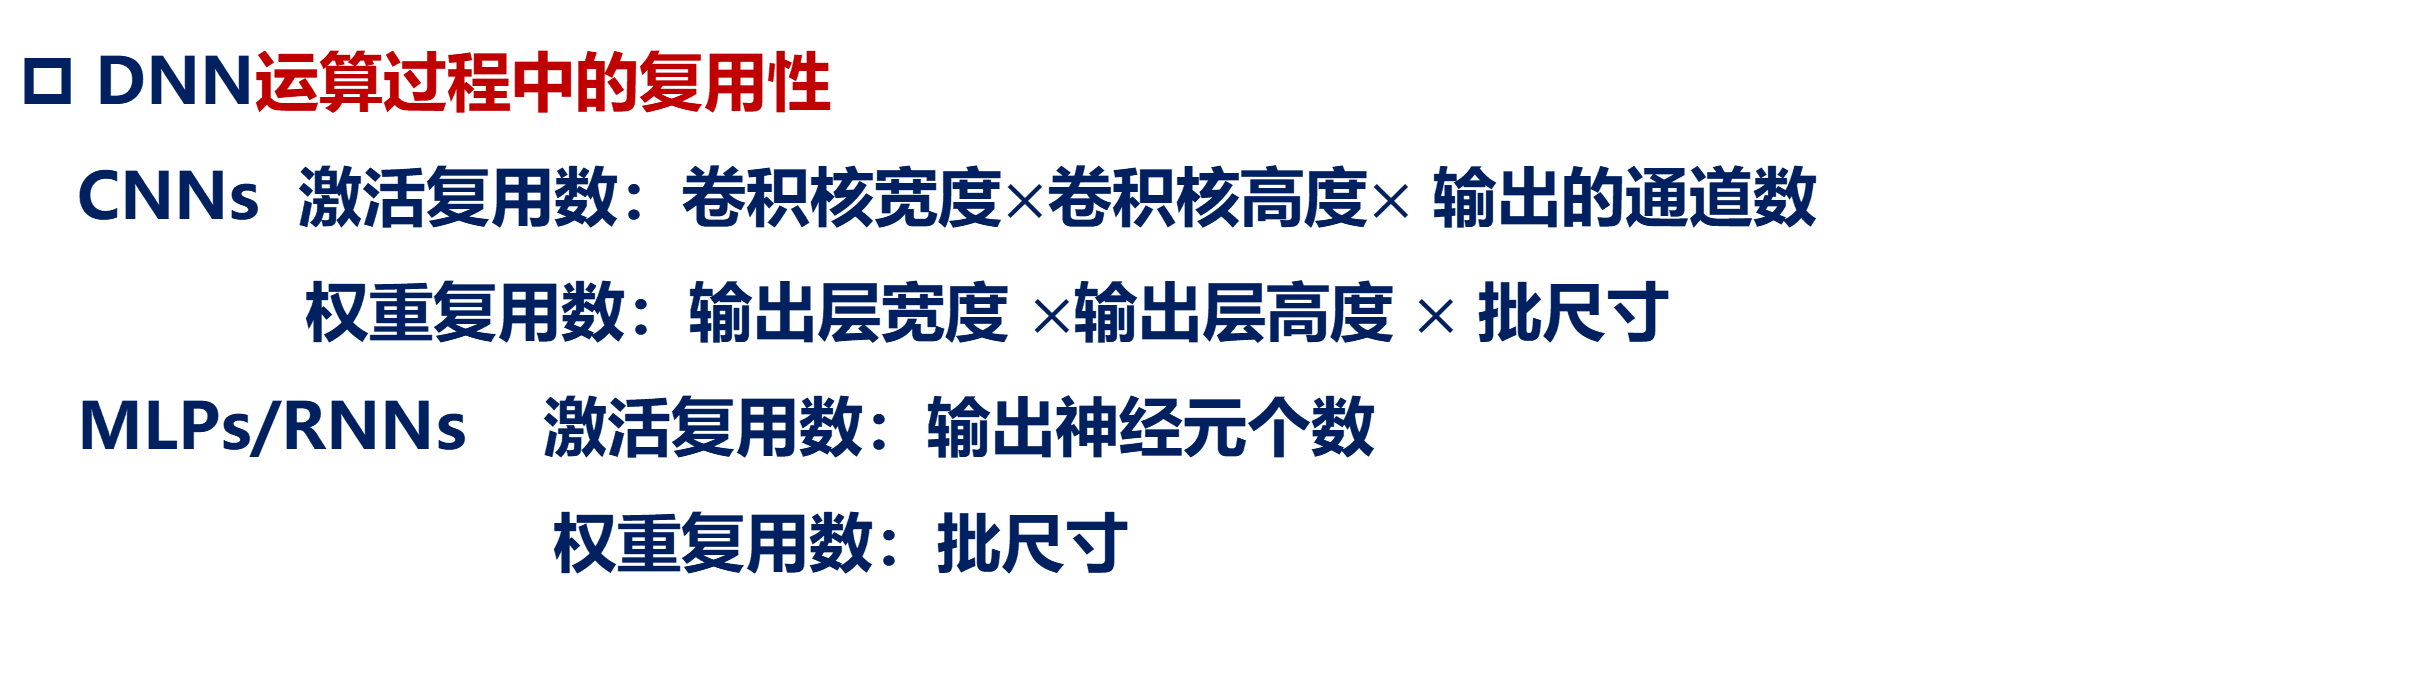 DNN运算过程中的复用性
CNNs 激活复用数：卷积核宽度×卷积核高度× 输出的通道数
权重复用数：输出层宽度 ×输出层高度 × 批尺寸
MLPs/RNNs 激活复用数：输出神经元个数
权重复用数：批尺寸